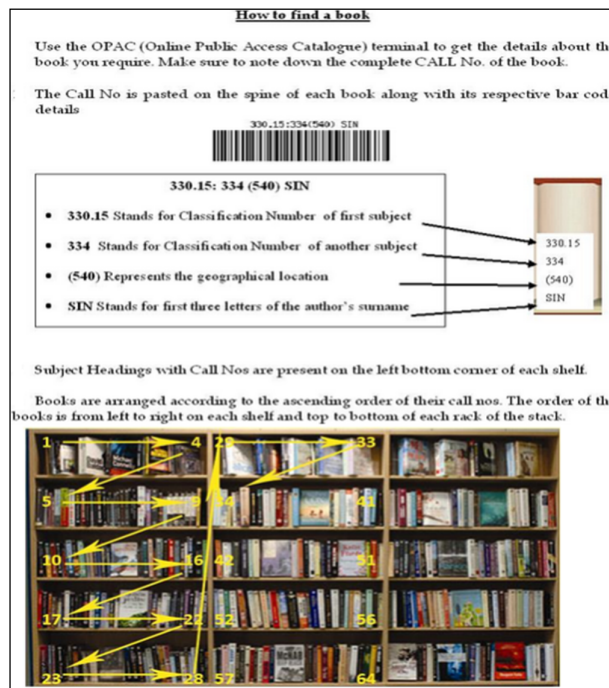 How to find a book
Use the OPAC (Online Public Access Catalogue) terminal to get the details about th
book you require. Make sure to note down the complete CALL No. of the book.
The Call No is pasted on the spine of each book along with its respective bar cod
details
330.15:334(540) SIN
330.15: 334 (540) SIN
• 330.15 Stands for Classification Number of first subject
• 334 Stands for Classification Number of another subject
• (540) Represents the geographical location
• SIN Stands for first three letters of the author's surname
330.15
334
(540)
SIN
Subject Headings with Call Nos are present on the left bottom corner of each shelf.
Books are arranged according to the ascending order of their call nos. The order of th
books is from left to right on each shelf and top to bottom of each rack of the stack.
1 4 29 33
5 9 34 41
10 16 42 51
17 22 52 56
McNAB
23 28 57 64